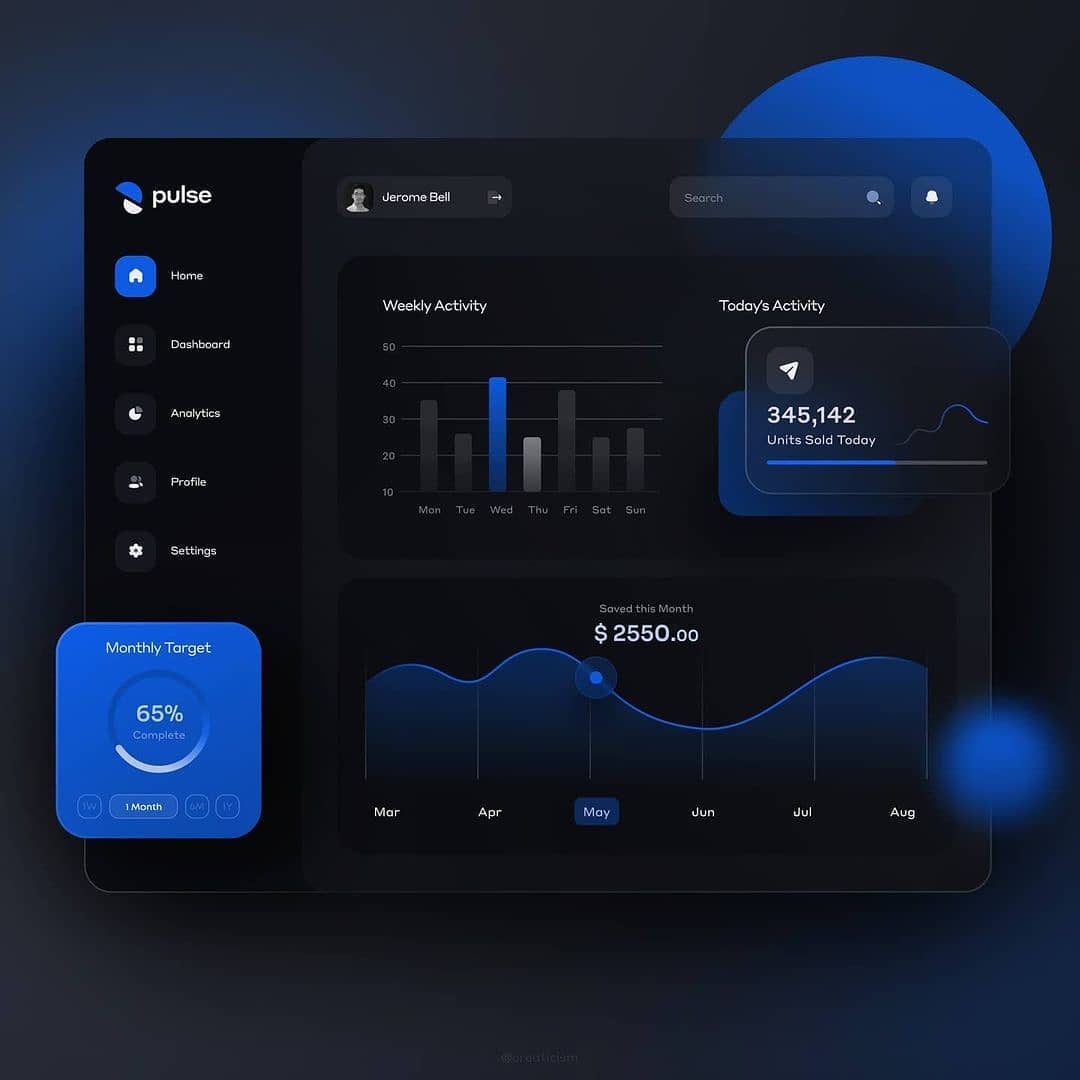 pulse
Jerome Bell
Search
Home
Dashboard
Analytics
Profile
Settings
Weekly Activity
50
40
30
20
10
Mon Tue Wed Thu Fri Sat Sun
Today's Activity
345,142
Units Sold Today
Monthly Target
65%
Complete
1W 1 Month 6M 1Y
Saved this Month
$ 2550.00
Mar Apr May Jun Jul Aug